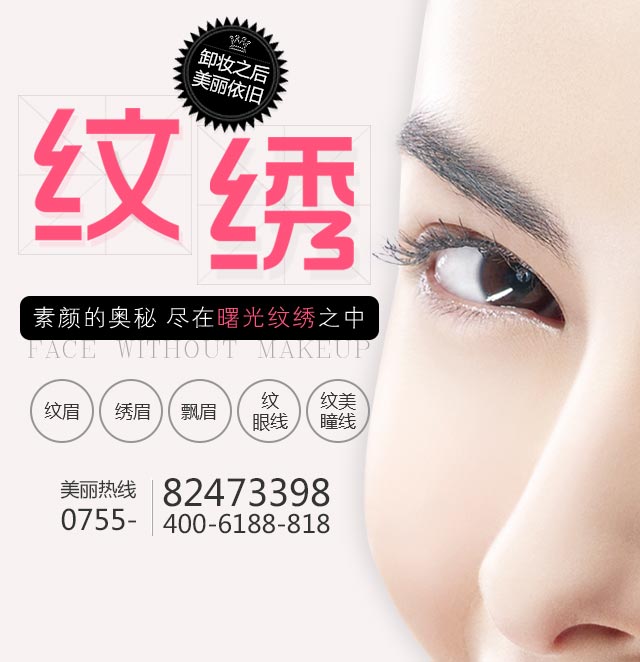 卸妆之后
美丽依旧
纹绣
素颜的奥秘 尽在曙光纹绣之中
FACE WITHOUT MAKEUP
纹眉
绣眉
飘眉
纹
眼线
纹美
瞳线
美丽热线
0755-
82473398
400-6188-818